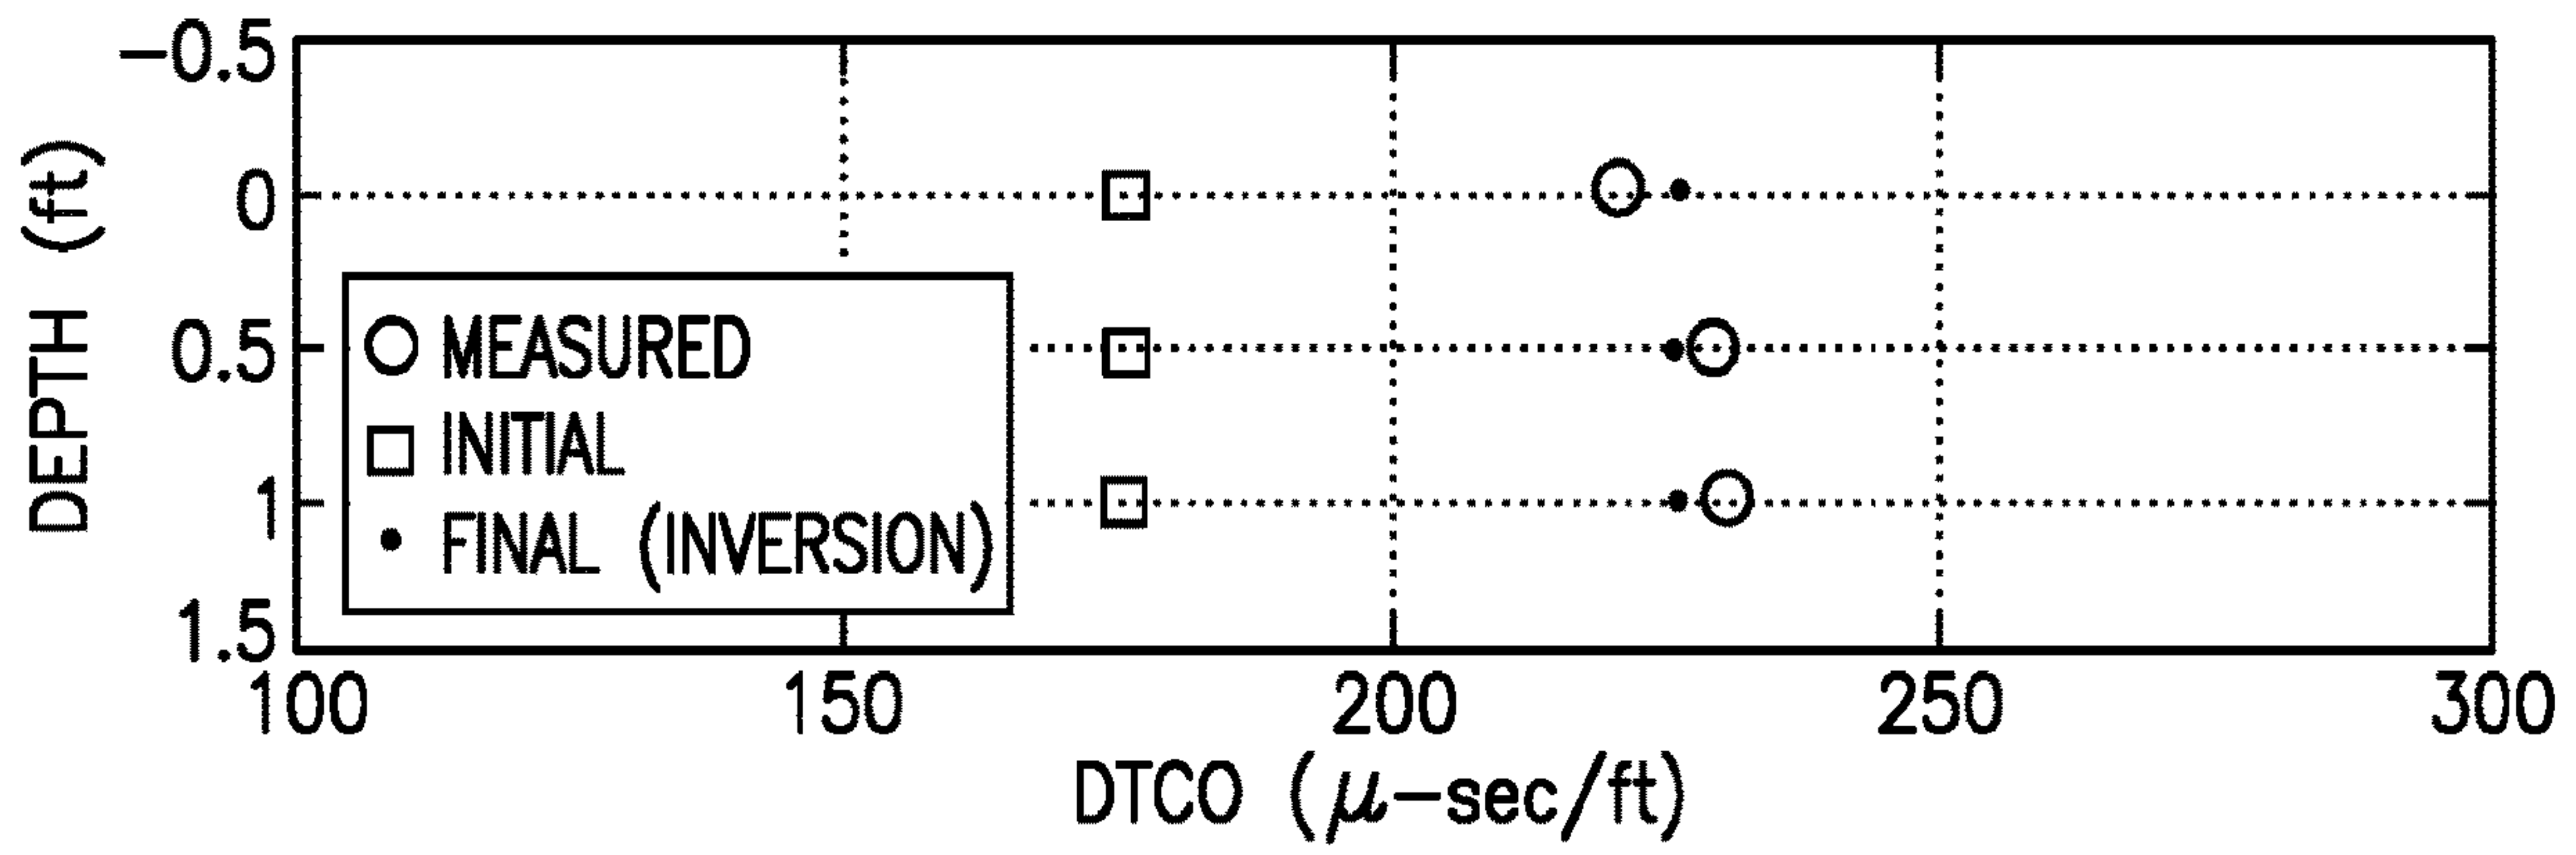 -0.5
0
0.5
1
1.5
DEPTH (ft)
MEASURED
INITIAL
FINAL (INVERSION)
100 150 200 250 300
DTCO (μ-sec/ft)